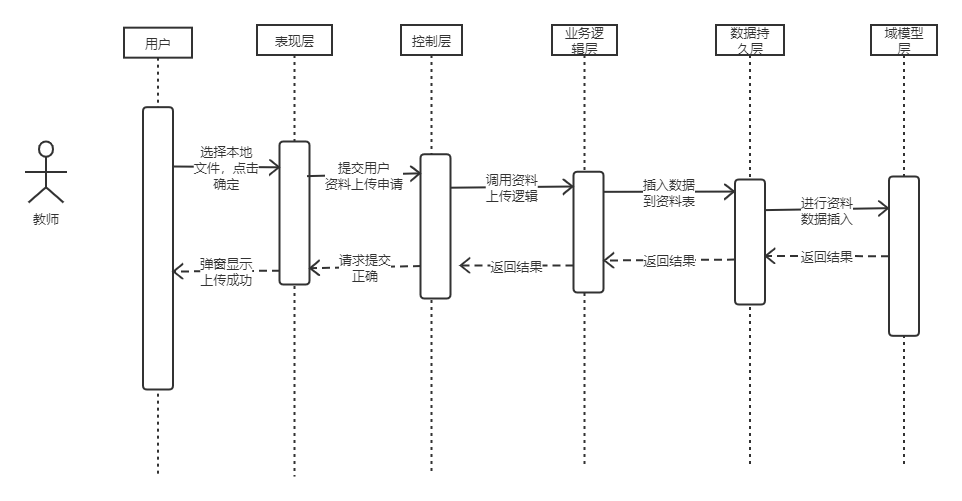 用户
表现层
控制层
业务逻
辑层
数据持
久层
域模型
层
教师
选择本地
文件，点击
确定
提交用户
资料上传申请
调用资料
上传逻辑
插入数据
到资料表
进行资料
数据插入
弹窗显示
上传成功
请求提交
正确
返回结果
返回结果
返回结果